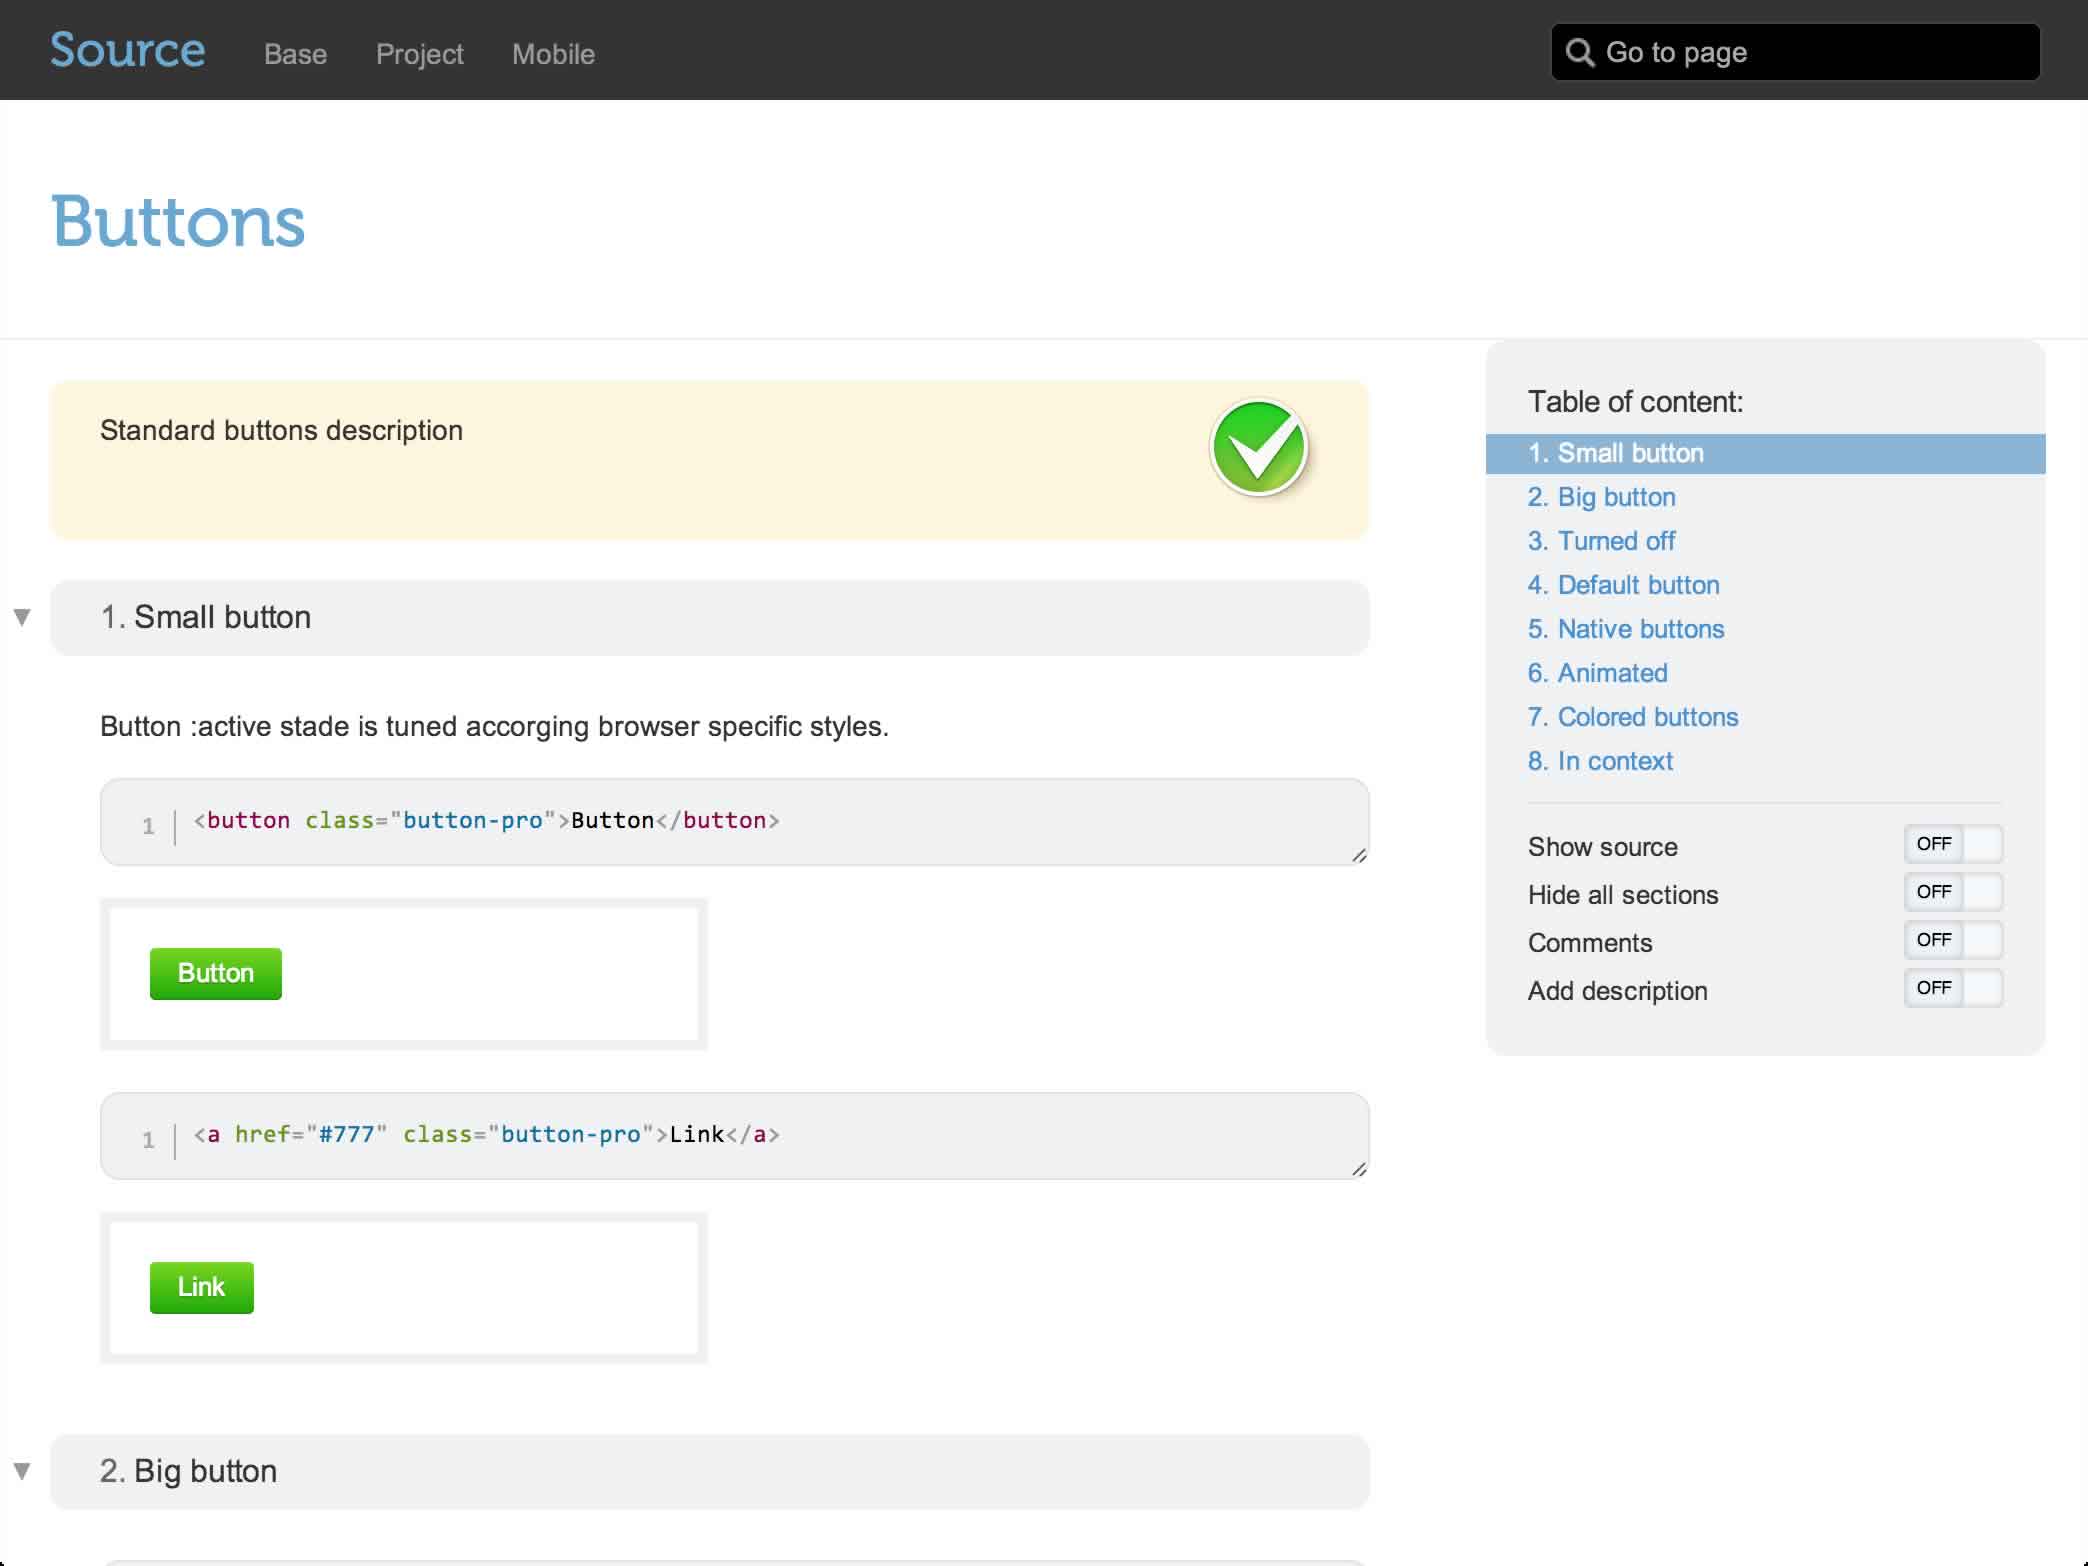 Source Base Project Mobile Go to page
Buttons
Standard buttons description
1. Small button
Button :active stade is tuned accorging browser specific styles.
1 <button class="button-pro">Button</button>
Button
1 <a href="#777" class="button-pro">Link</a>
Link
2. Big button
Table of content:
1. Small button
2. Big button
3. Turned off
4. Default button
5. Native buttons
6. Animated
7. Colored buttons
8. In context
Show source OFF
Hide all sections OFF
Comments OFF
Add description OFF